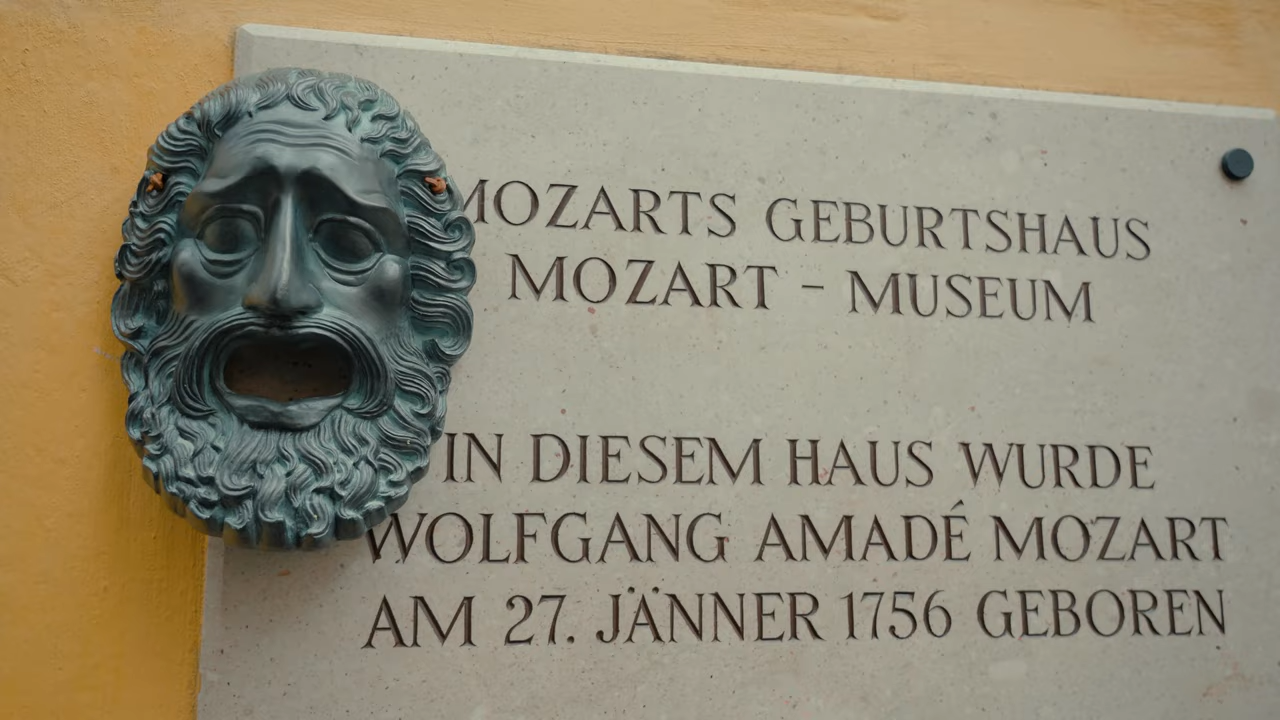 MOZARTS GEBURTSHAUS
MOZART - MUSEUM
IN DIESEM HAUS WURDE
WOLFGANG AMADÉ MOZART
AM 27. JÄNNER 1756 GEBOREN